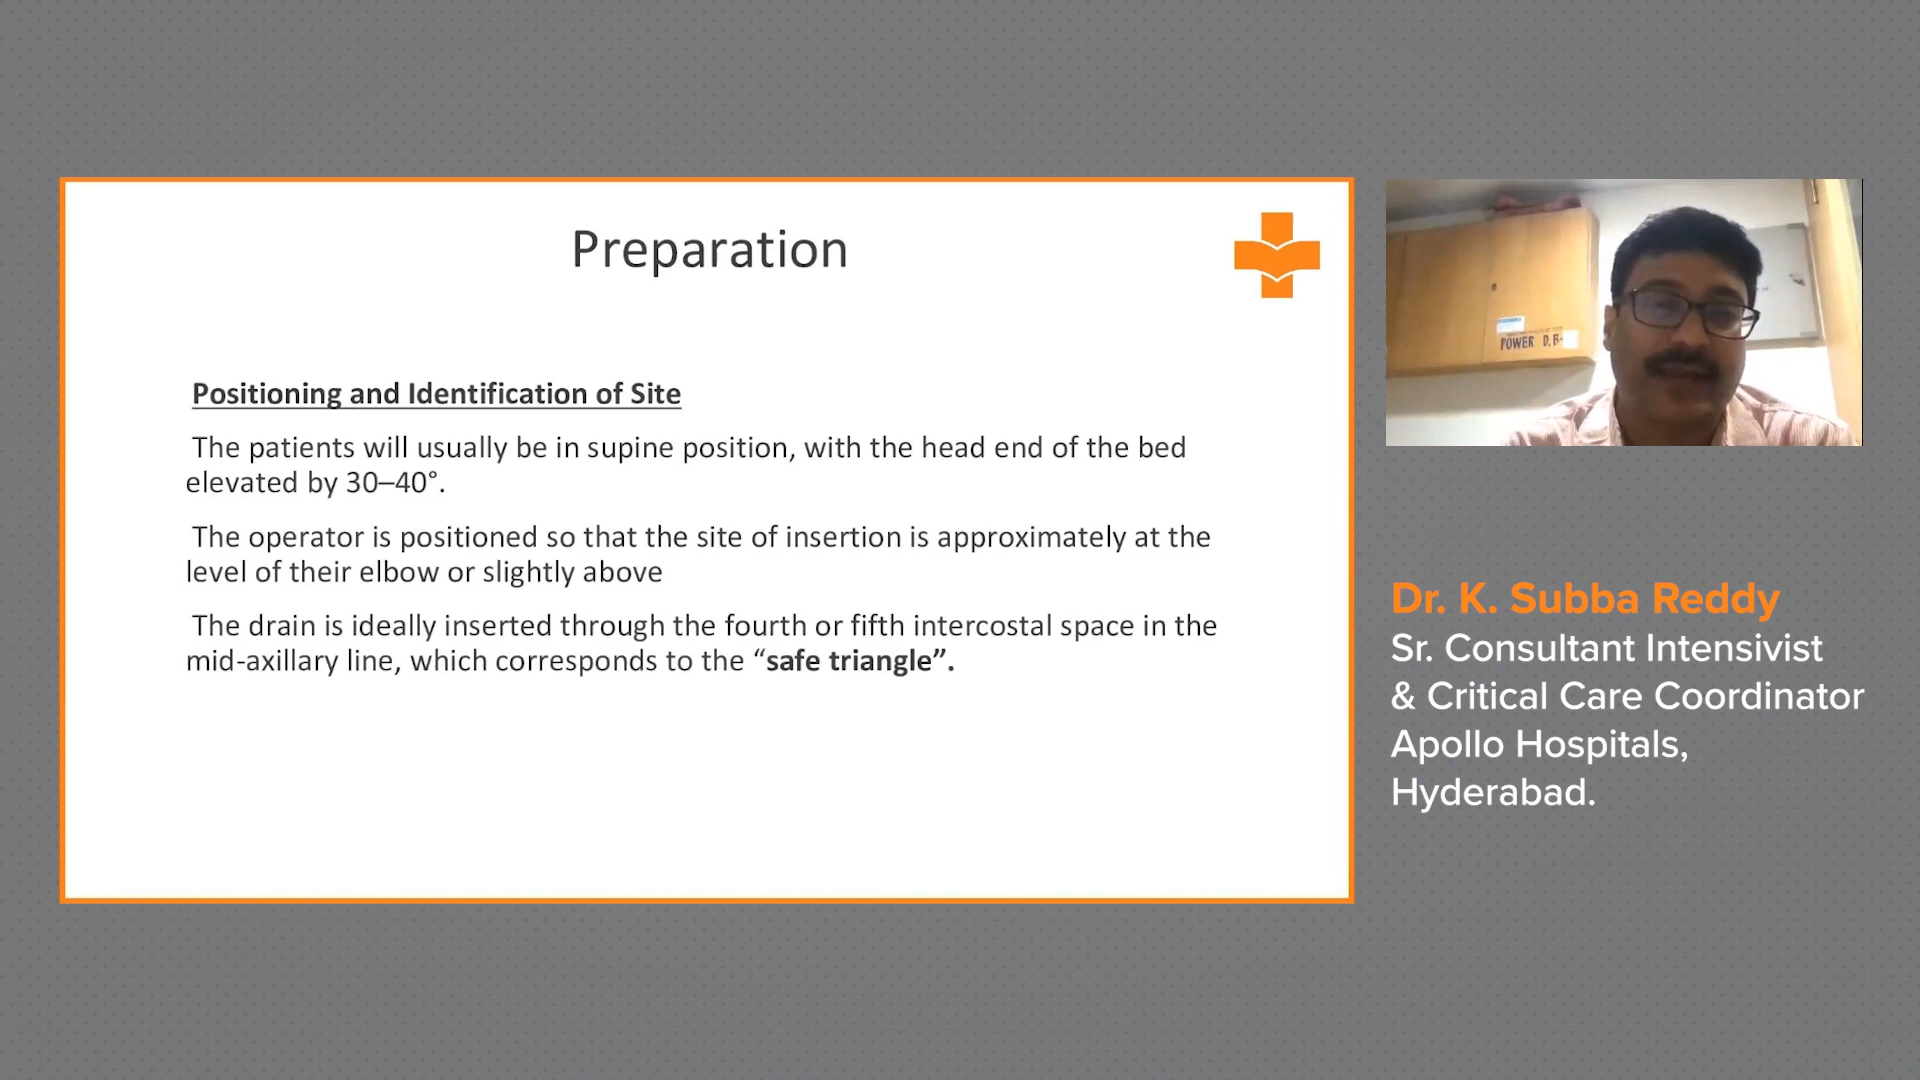 Preparation
Positioning and Identification of Site
The patients will usually be in supine position, with the head end of the bed
elevated by 30–40°.
The operator is positioned so that the site of insertion is approximately at the
level of their elbow or slightly above
The drain is ideally inserted through the fourth or fifth intercostal space in the
mid-axillary line, which corresponds to the “safe triangle”.
POWER D.B-
Dr. K. Subba Reddy
Sr. Consultant Intensivist
& Critical Care Coordinator
Apollo Hospitals,
Hyderabad.